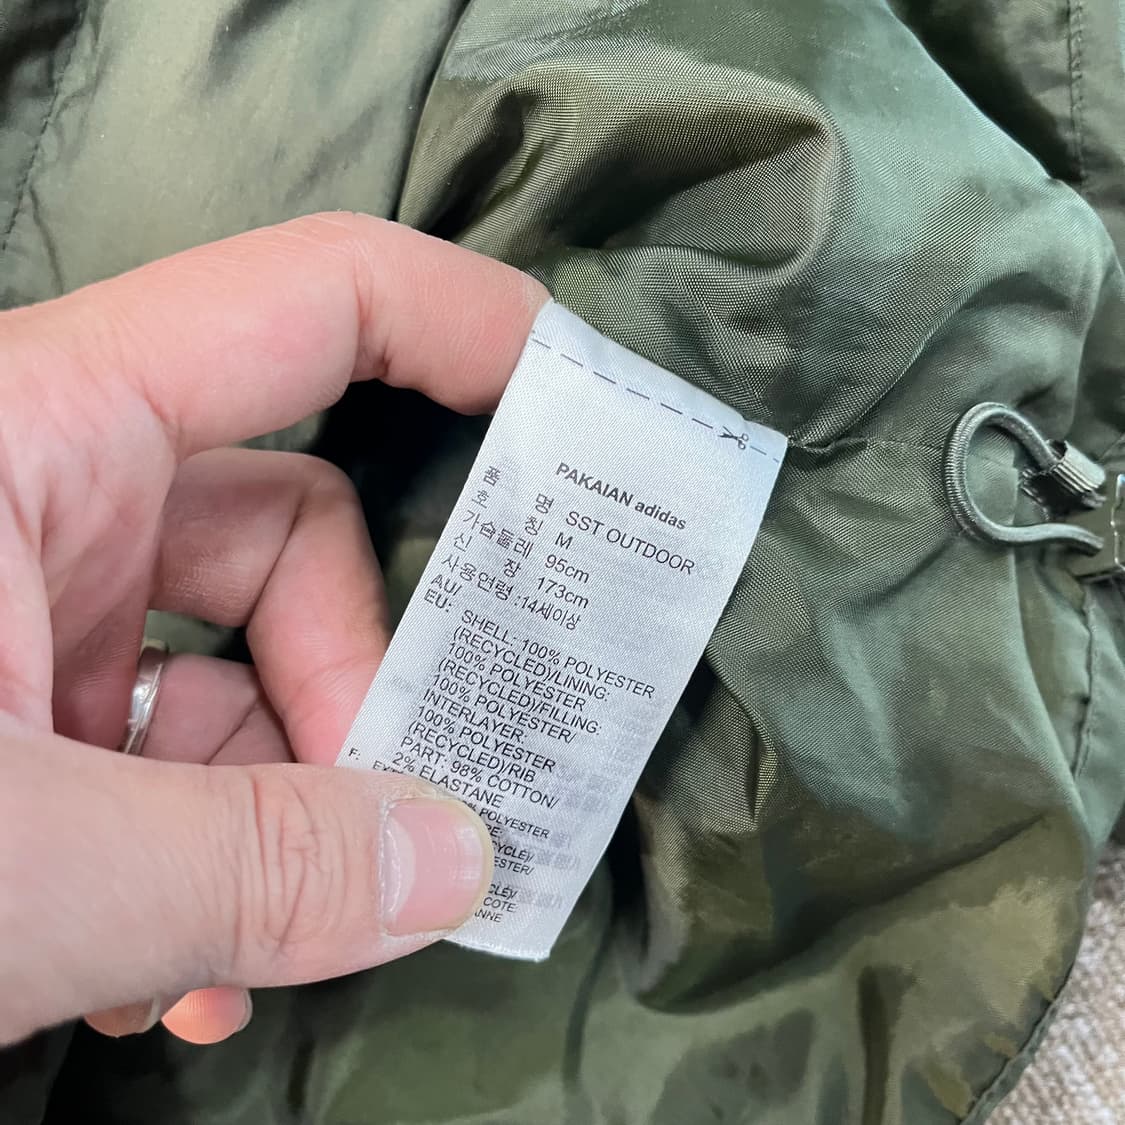 PAKAIAN adidas
품 명 SST OUTDOOR
호 칭 M
가슴둘레 95cm
신 장 173cm
사용연령 :14세이상
AU/
EU: SHELL: 100% POLYESTER
(RECYCLED)/LINING:
100% POLYESTER
(RECYCLED)/FILLING:
100% POLYESTER/
INTERLAYER:
100% POLYESTER
(RECYCLED)/RIB
PART: 98% COTTON/
2% ELASTANE
F:
POLYESTER